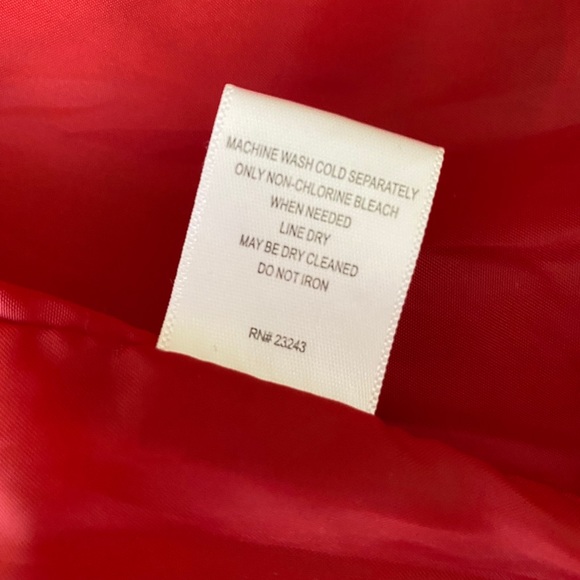 MACHINE WASH COLD SEPARATELY
ONLY NON-CHLORINE BLEACH
WHEN NEEDED
LINE DRY
MAY BE DRY CLEANED
DO NOT IRON
RN# 23243